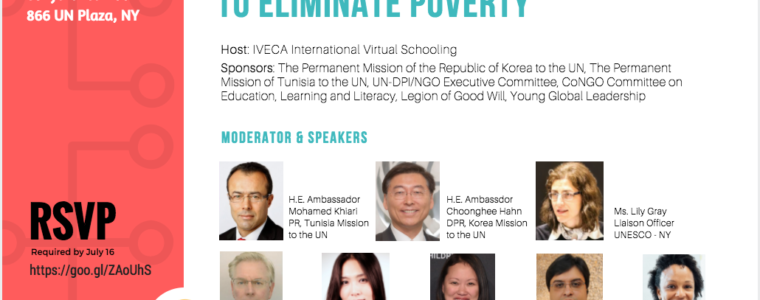 866 UN Plaza, NY
TO ELIMINATE POVERTY
Host: IVECA International Virtual Schooling
Sponsors: The Permanent Mission of the Republic of Korea to the UN, The Permanent
Mission of Tunisia to the UN, UN-DPI/NGO Executive Committee, CoNGO Committee on
Education, Learning and Literacy, Legion of Good Will, Young Global Leadership
MODERATOR & SPEAKERS
H.E. Ambassador
Mohamed Khiari
PR, Tunisia Mission
to the UN
H.E. Ambassdor
Choonghee Hahn
DPR, Korea Mission
to the UN
Ms. Lily Gray
Liaison Officer
UNESCO - NY
RSVP
Required by July 16
https://goo.gl/ZAoUhS